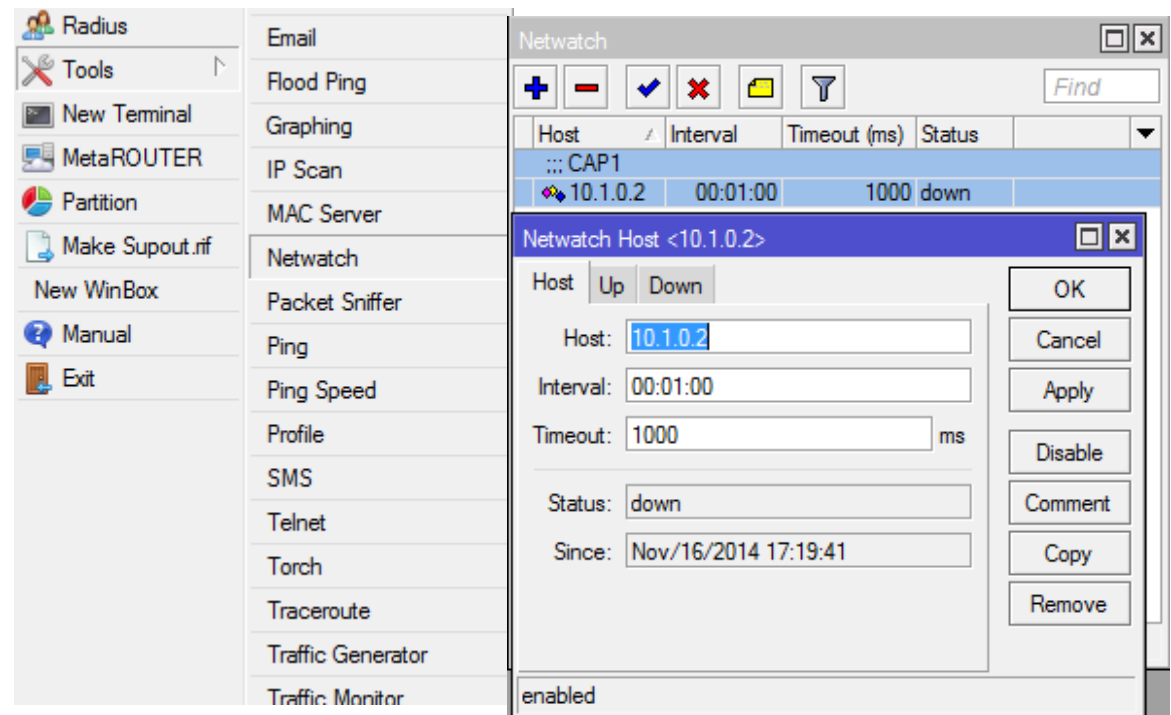 Radius
Tools
New Terminal
MetaROUTER
Partition
Make Supout.rif
New WinBox
Manual
Exit
Email
Flood Ping
Graphing
IP Scan
MAC Server
Netwatch
Packet Sniffer
Ping
Ping Speed
Profile
SMS
Telnet
Torch
Traceroute
Traffic Generator
Traffic Monitor
Netwatch
Find
Host Interval Timeout (ms) Status
;;; CAP1
10.1.0.2 00:01:00 1000 down
Netwatch Host <10.1.0.2>
Host Up Down
Host: 10.1.0.2
Interval: 00:01:00
Timeout: 1000 ms
Status: down
Since: Nov/16/2014 17:19:41
OK
Cancel
Apply
Disable
Comment
Copy
Remove
enabled